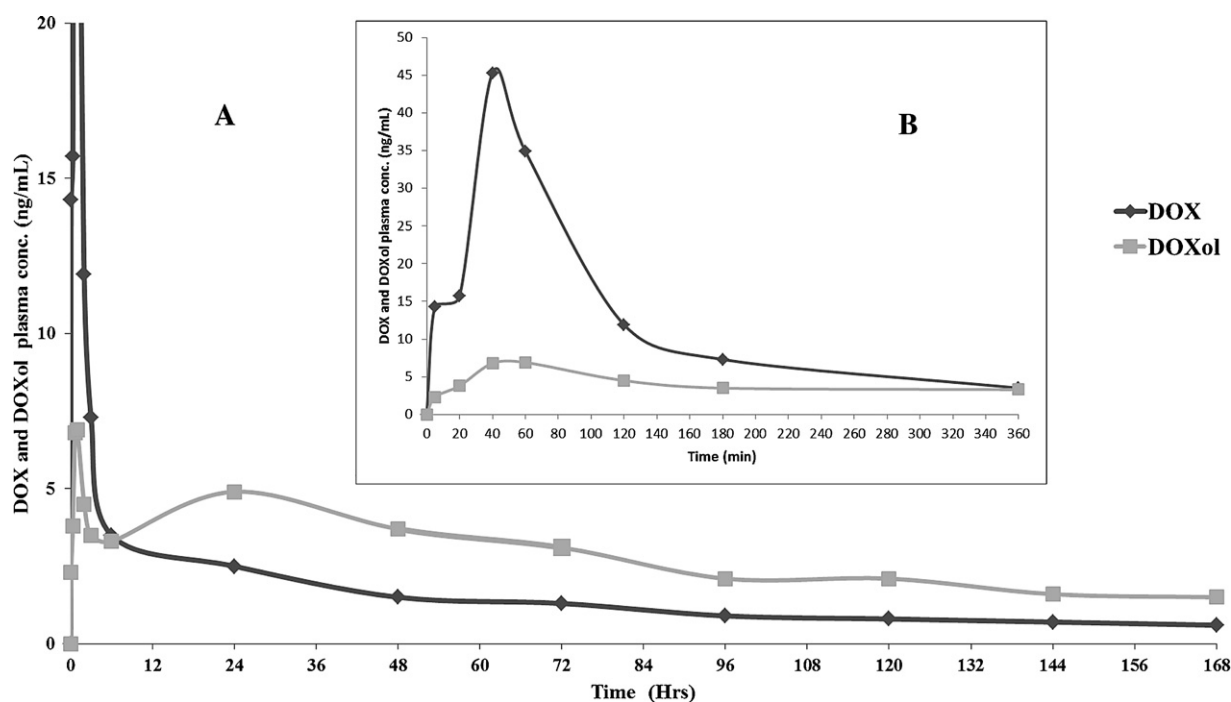 20
15
10
5
0
DOX and DOXol plasma conc. (ng/mL)
A
0 12 24 36 48 60 72 84 96 108 120 132 144 156 168
Time (Hrs)
50
45
40
35
30
25
20
15
10
5
0
DOX and DOXol plasma conc. (ng/mL)
B
0 20 40 60 80 100 120 140 160 180 200 220 240 260 280 300 320 340 360
Time (min)
DOX
DOXol